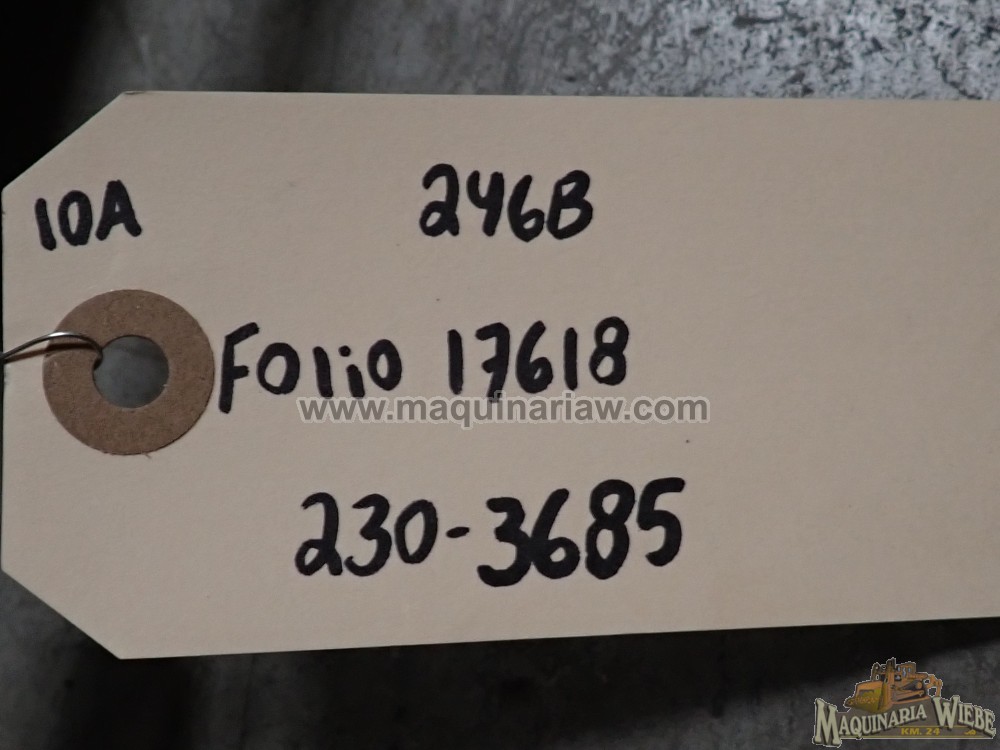 10A 246B
Folio 17618
www.maquinariaw.com
230-3685
MAQUINARIA WIEBE
KM. 24